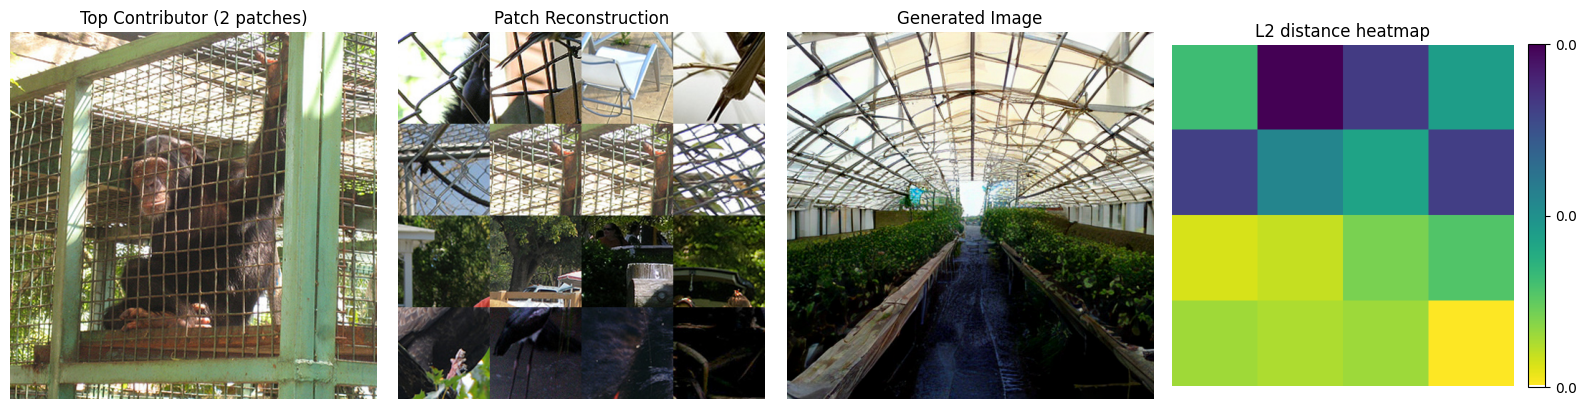 Top Contributor (2 patches)
Patch Reconstruction
Generated Image
L2 distance heatmap
0.0
0.0
0.0